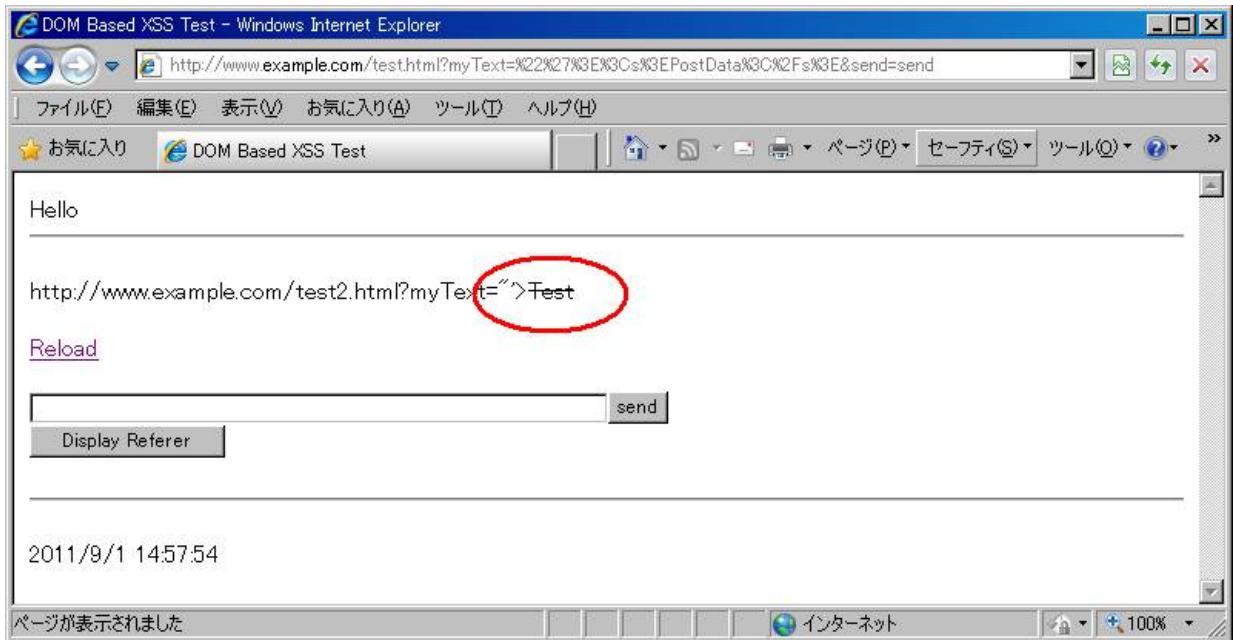 DOM Based XSS Test - Windows Internet Explorer
http://www.example.com/test.html?myText=%22%27%3E%3Cs%3EPostData%3C%2Fs%3E&send=send
ファイル(F) 編集(E) 表示(V) お気に入り(A) ツール(T) ヘルプ(H)
お気に入り DOM Based XSS Test ページ(P) セーフティ(S) ツール(O) »
Hello
http://www.example.com/test2.html?myText="'>Test
Reload
send
Display Referer
2011/9/1 14:57:54
ページが表示されました インターネット 100%